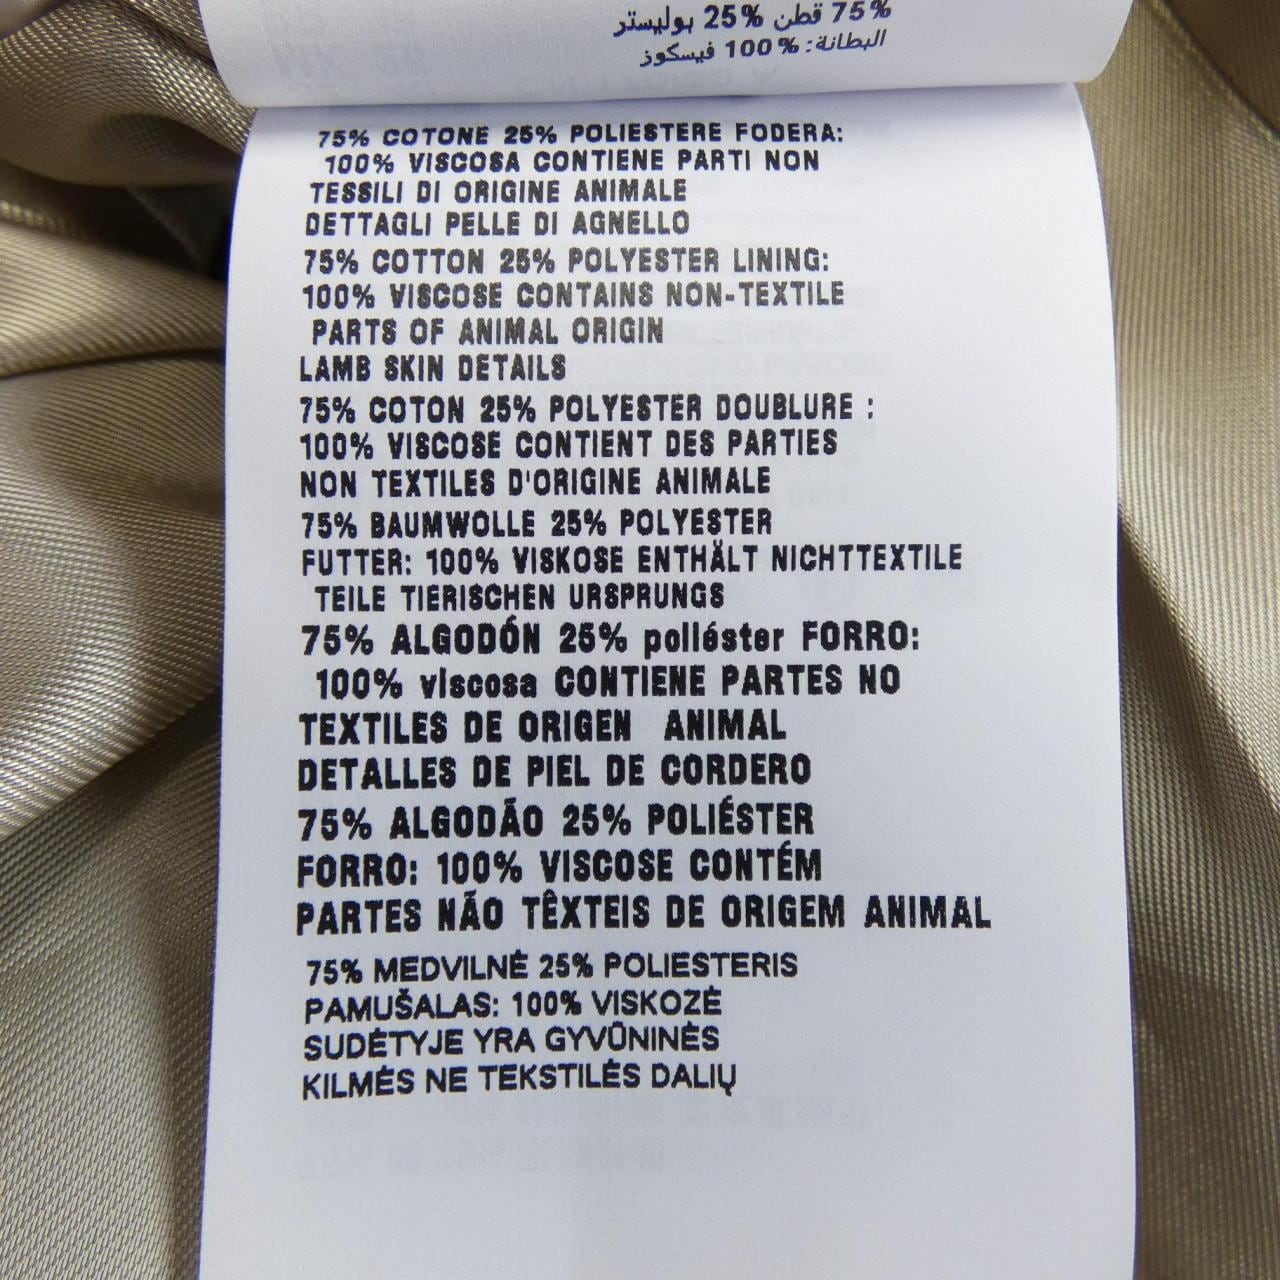 75% قطن 25% بوليستر
البطانة: 100% فيسكوز
75% COTONE 25% POLIESTERE FODERA:
100% VISCOSA CONTIENE PARTI NON
TESSILI DI ORIGINE ANIMALE
DETTAGLI PELLE DI AGNELLO
75% COTTON 25% POLYESTER LINING:
100% VISCOSE CONTAINS NON-TEXTILE
PARTS OF ANIMAL ORIGIN
LAMB SKIN DETAILS
75% COTON 25% POLYESTER DOUBLURE :
100% VISCOSE CONTIENT DES PARTIES
NON TEXTILES D'ORIGINE ANIMALE
75% BAUMWOLLE 25% POLYESTER
FUTTER: 100% VISKOSE ENTHÄLT NICHTTEXTILE
TEILE TIERISCHEN URSPRUNGS
75% ALGODÓN 25% poliéster FORRO:
100% viscosa CONTIENE PARTES NO
TEXTILES DE ORIGEN ANIMAL
DETALLES DE PIEL DE CORDERO
75% ALGODÃO 25% POLIÉSTER
FORRO: 100% VISCOSE CONTÉM
PARTES NÃO TÊXTEIS DE ORIGEM ANIMAL
75% MEDVILNĖ 25% POLIESTERIS
PAMUŠALAS: 100% VISKOZĖ
SUDĖTYJE YRA GYVŪNINĖS
KILMĖS NE TEKSTILĖS DALIŲ